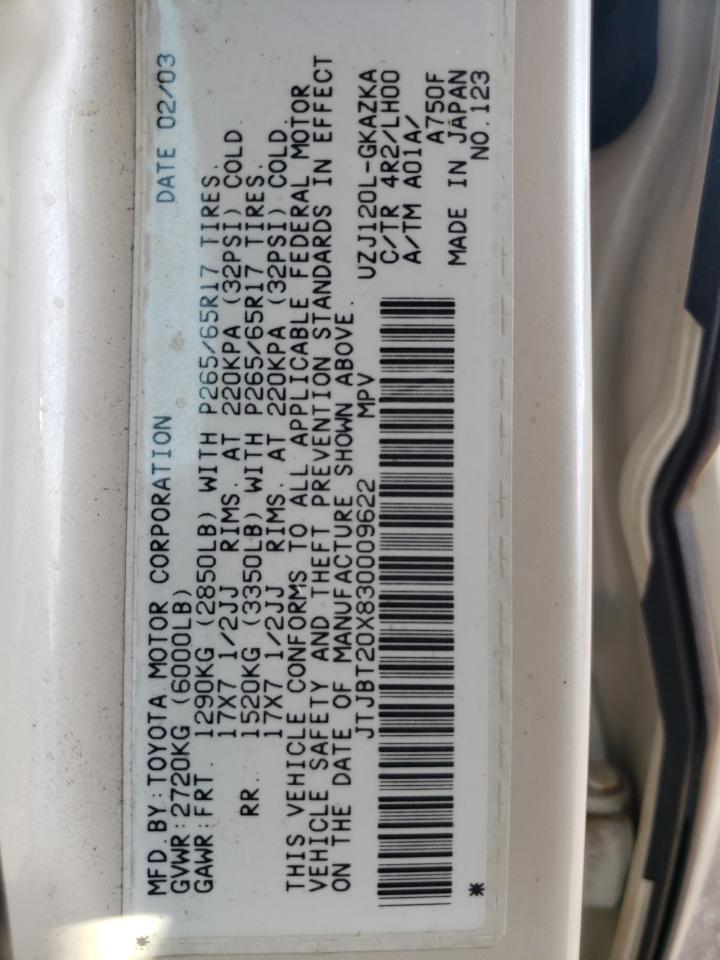 MFD. BY: TOYOTA MOTOR CORPORATION DATE 02/03
GVWR: 2720KG (6000LB)
GAWR: FRT. 1290KG (2850LB) WITH P265/65R17 TIRES.
17X7 1/2JJ RIMS. AT 220KPA (32PSI) COLD.
RR. 1520KG (3350LB) WITH P265/65R17 TIRES.
17X7 1/2JJ RIMS. AT 220KPA (32PSI) COLD.
THIS VEHICLE CONFORMS TO ALL APPLICABLE FEDERAL MOTOR
VEHICLE SAFETY AND THEFT PREVENTION STANDARDS IN EFFECT
ON THE DATE OF MANUFACTURE SHOWN ABOVE.
JTJBT20X830009622 MPV
UZJ120L-GKAZKA
C/TR 4R2/LH00
A/TM A01A/
A750F
MADE IN JAPAN
NO. 123
*